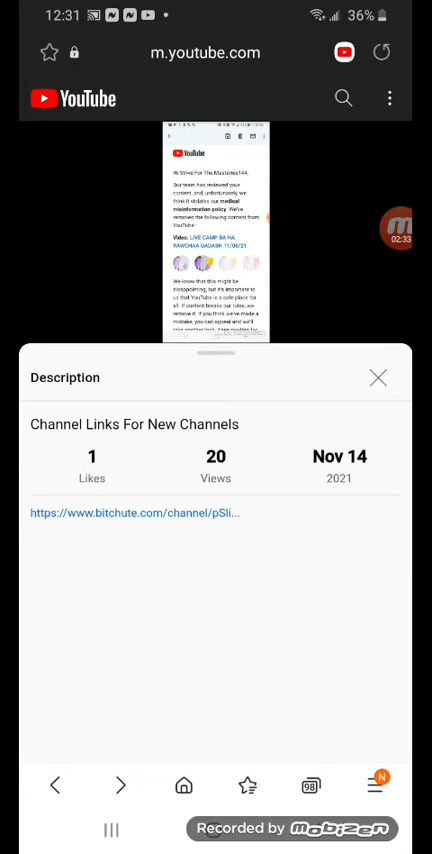 12:31
36%
m.youtube.com
YouTube
YouTube
Hi Strive For The Masteries144,
Our team has reviewed your
content, and, unfortunately, we
think it violates our medical
misinformation policy. We've
removed the following content from
YouTube:
Video: LIVE CAMP BA HA
RAWCHAA QADASH 11/06/21
We know that this might be
disappointing, but it's important to
us that YouTube is a safe place for
all. If content breaks our rules, we
remove it. If you think we've made a
mistake, you can appeal and we'll
02:33
Description
Channel Links For New Channels
1 20 Nov 14
Likes Views 2021
https://www.bitchute.com/channel/pSli...
98
N
Recorded by mobizen